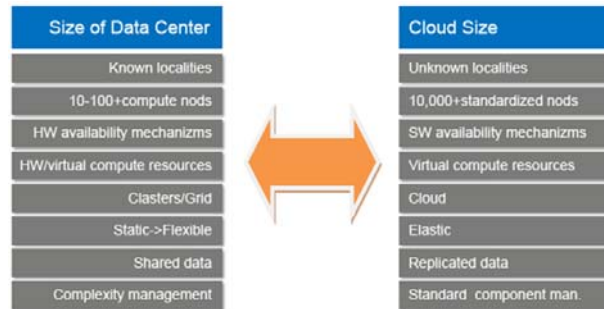 Size of Data Center
Known localities
10-100+compute nods
HW availability mechanizms
HW/virtual compute resources
Clasters/Grid
Static->Flexible
Shared data
Complexity management
Cloud Size
Unknown localities
10,000+standardized nods
SW availability mechanizms
Virtual compute resources
Cloud
Elastic
Replicated data
Standard component man.